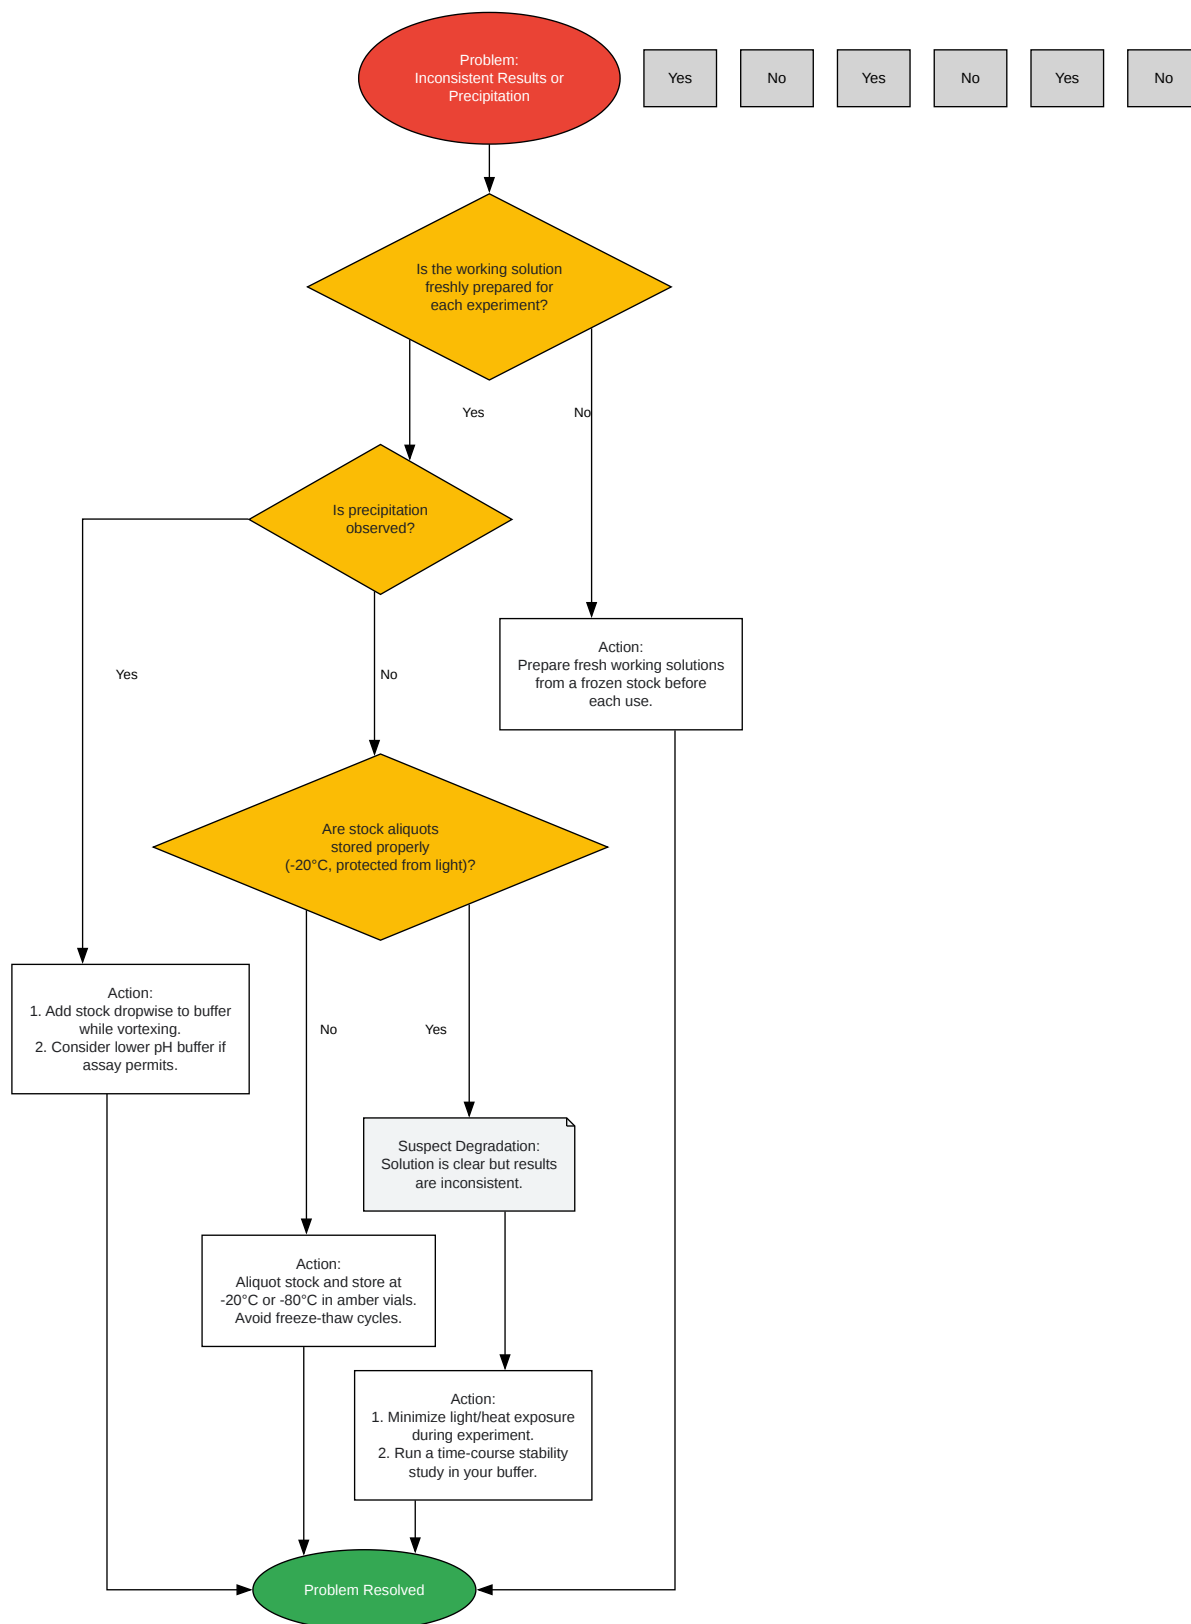 Problem:
Inconsistent Results or
Precipitation
Yes
No
Yes
No
Yes
No
Is the working solution
freshly prepared for
each experiment?
Yes
No
Is precipitation
observed?
Action:
Prepare fresh working solutions
from a frozen stock before
each use.
Yes
No
Are stock aliquots
stored properly
(-20°C, protected from light)?
Action:
1. Add stock dropwise to buffer
while vortexing.
2. Consider lower pH buffer if
assay permits.
No
Yes
Suspect Degradation:
Solution is clear but results
are inconsistent.
Action:
Aliquot stock and store at
-20°C or -80°C in amber vials.
Avoid freeze-thaw cycles.
Action:
1. Minimize light/heat exposure
during experiment.
2. Run a time-course stability
study in your buffer.
Problem Resolved